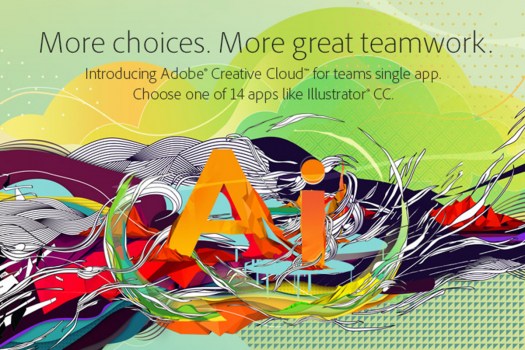 More choices. More great teamwork.
Introducing Adobe® Creative Cloud™ for teams single app.
Choose one of 14 apps like Illustrator® CC.
Ai